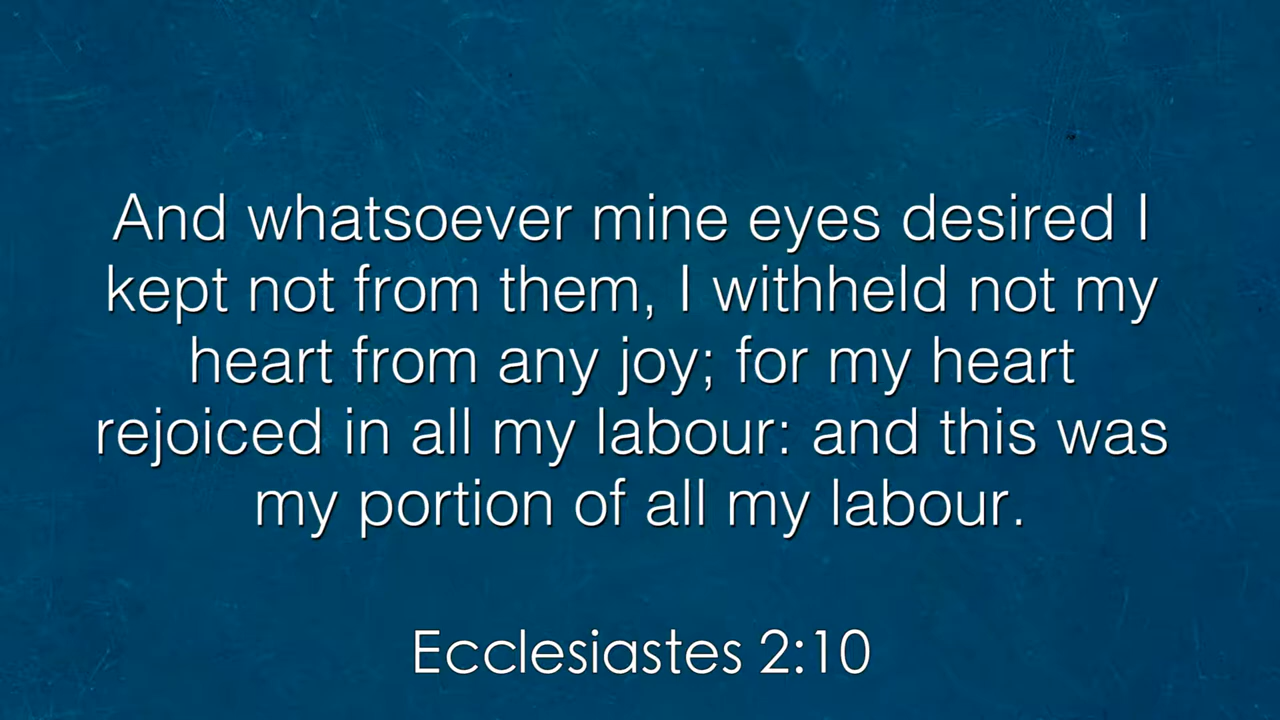 And whatsoever mine eyes desired I
kept not from them, I withheld not my
heart from any joy; for my heart
rejoiced in all my labour: and this was
my portion of all my labour.
Ecclesiastes 2:10